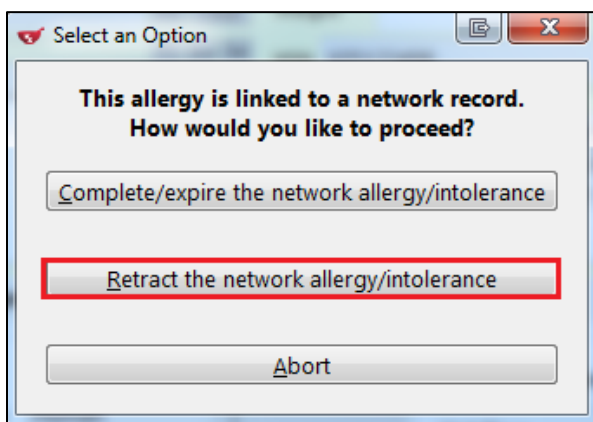 Select an Option
This allergy is linked to a network record.
How would you like to proceed?
Complete/expire the network allergy/intolerance
Retract the network allergy/intolerance
Abort